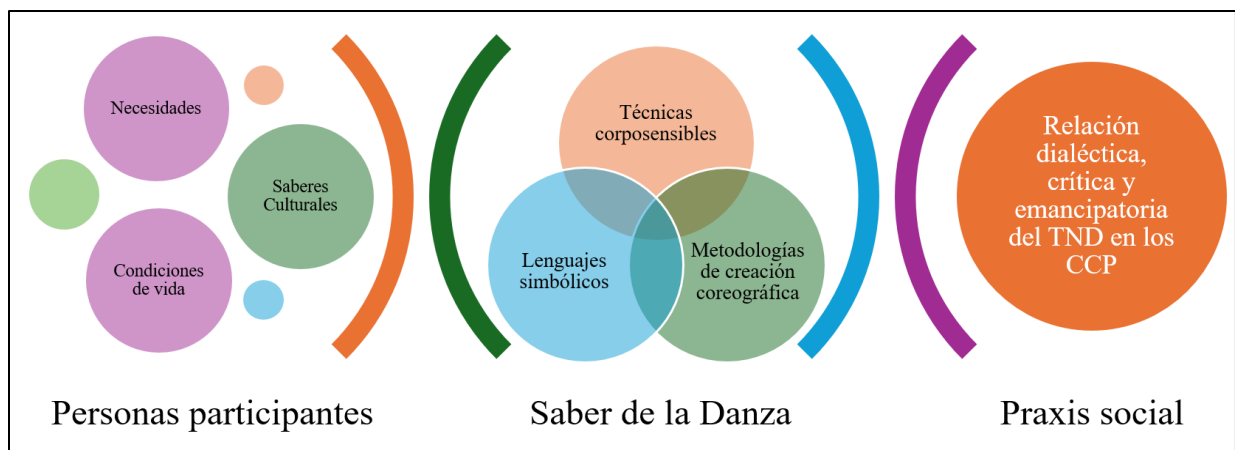 Necesidades
Saberes
Culturales
Condiciones
de vida
Personas participantes
Técnicas
corposensibles
Lenguajes
simbólicos
Metodologías
de creación
coreográfica
Saber de la Danza
Relación
dialéctica,
crítica y
emancipatoria
del TND en los
CCP
Praxis social